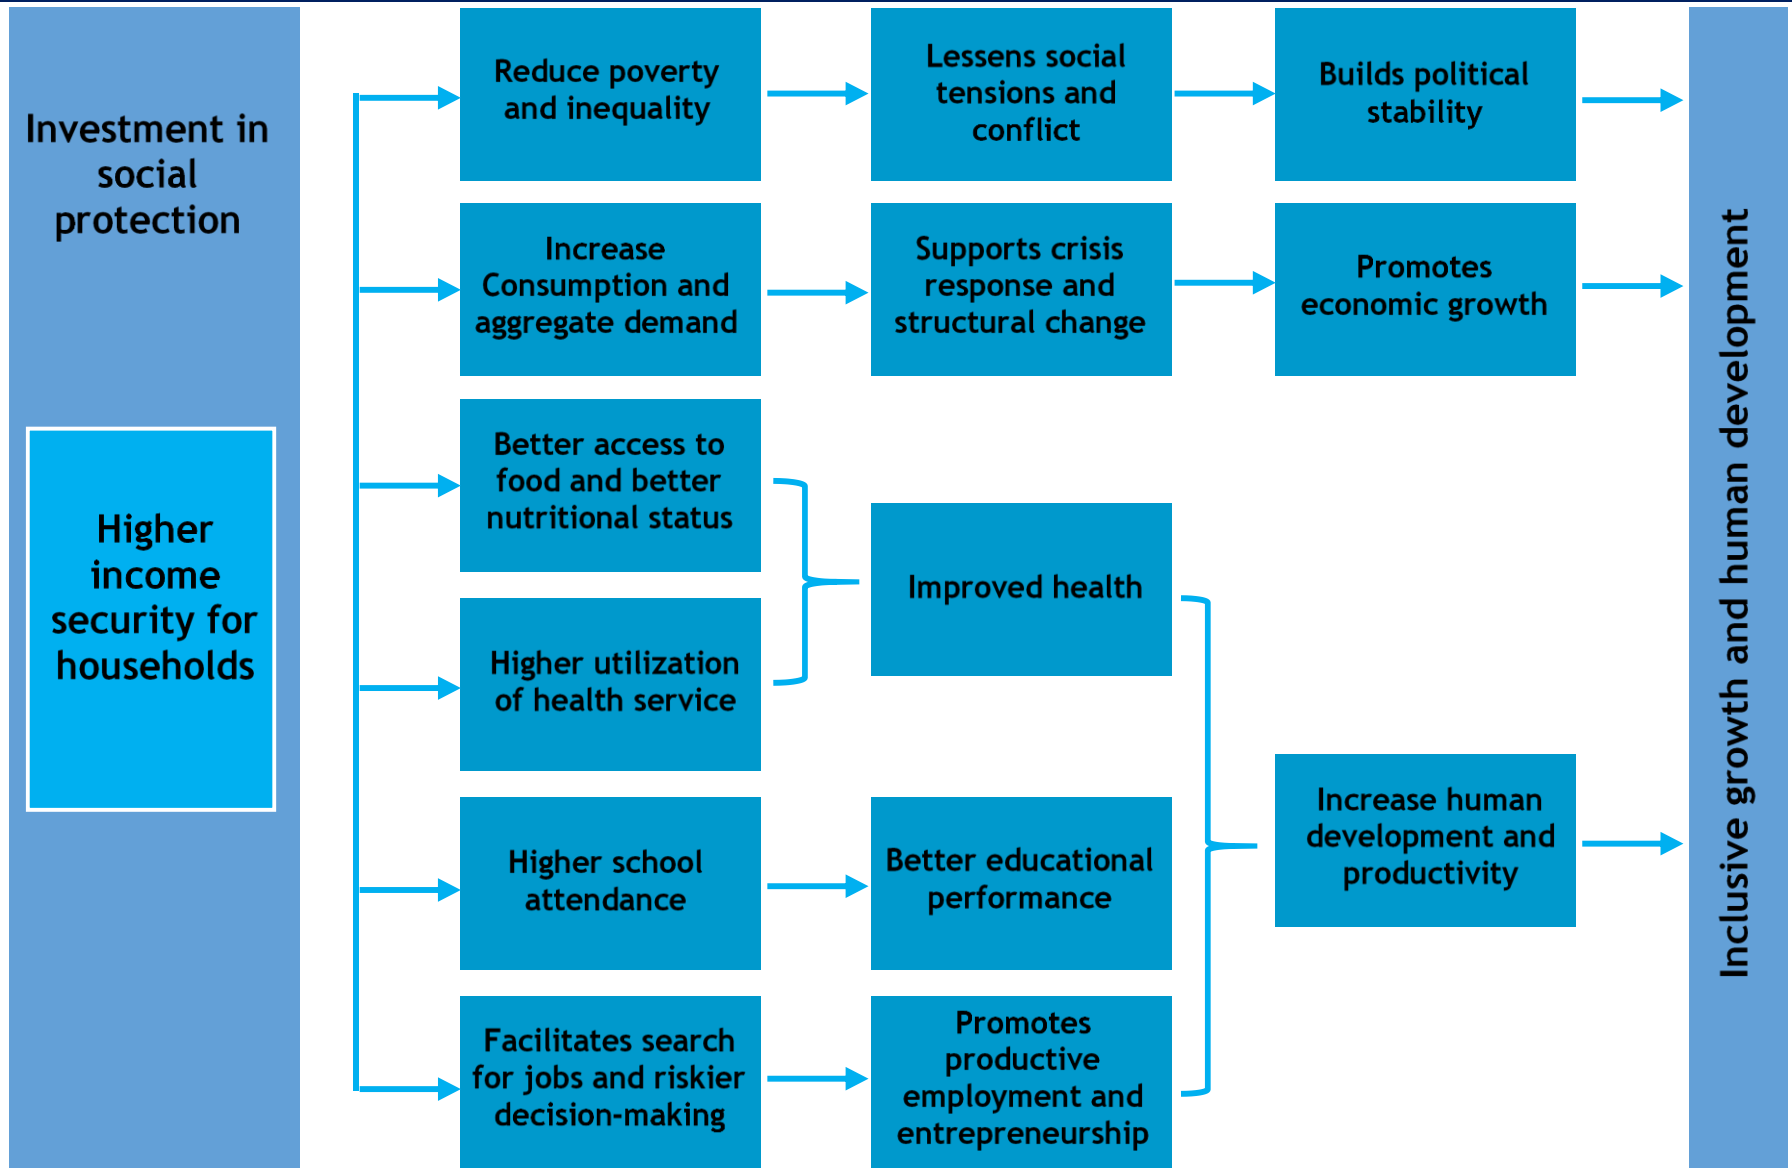 Investment in
social
protection
Higher
income
security for
households
Reduce poverty
and inequality
Lessens social
tensions and
conflict
Builds political
stability
Increase
Consumption and
aggregate demand
Supports crisis
response and
structural change
Promotes
economic growth
Better access to
food and better
nutritional status
Higher utilization
of health service
Improved health
Higher school
attendance
Better educational
performance
Increase human
development and
productivity
Facilitates search
for jobs and riskier
decision-making
Promotes
productive
employment and
entrepreneurship
Inclusive growth and human development